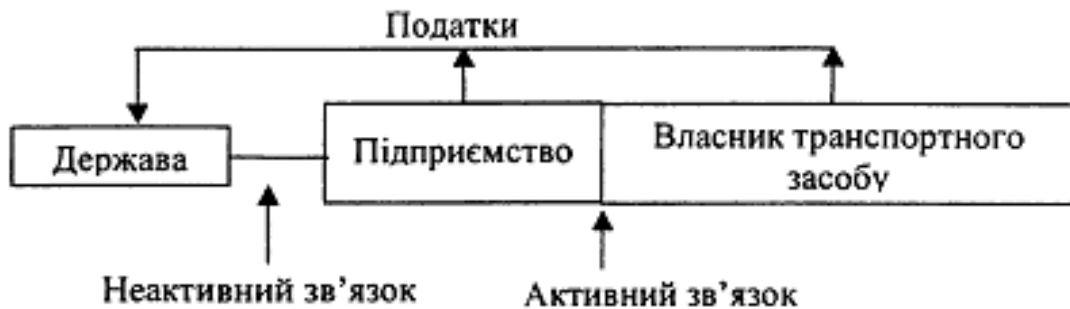 Податки
Держава
Підприємство
Власник транспортного
засобу
Неактивний зв’язок
Активний зв’язок